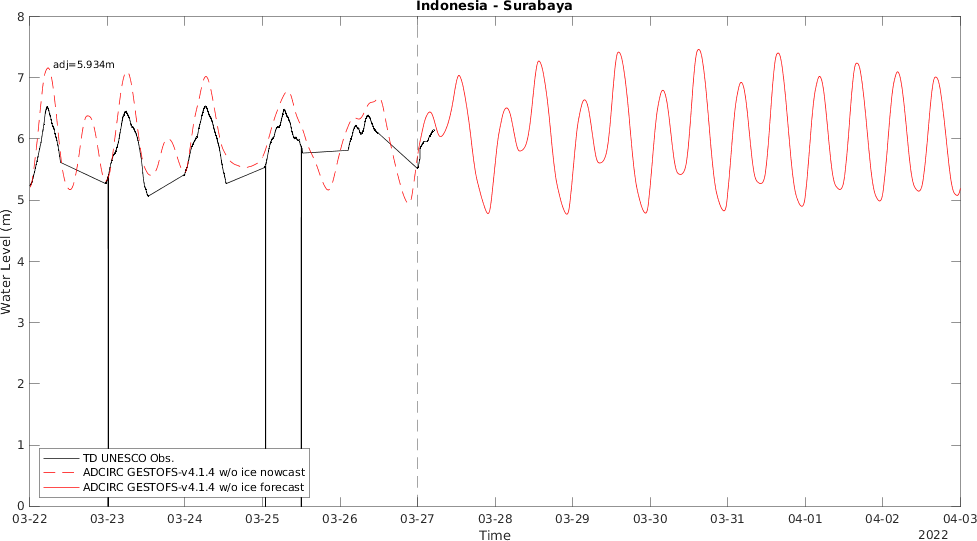 Indonesia - Surabaya
adj=5.934m
Water Level (m)
8
7
6
5
4
3
2
1
0
TD UNESCO Obs.
ADCIRC GESTOFS-v4.1.4 w/o ice nowcast
ADCIRC GESTOFS-v4.1.4 w/o ice forecast
03-22 03-23 03-24 03-25 03-26 03-27 03-28 03-29 03-30 03-31 04-01 04-02 04-03
Time
2022